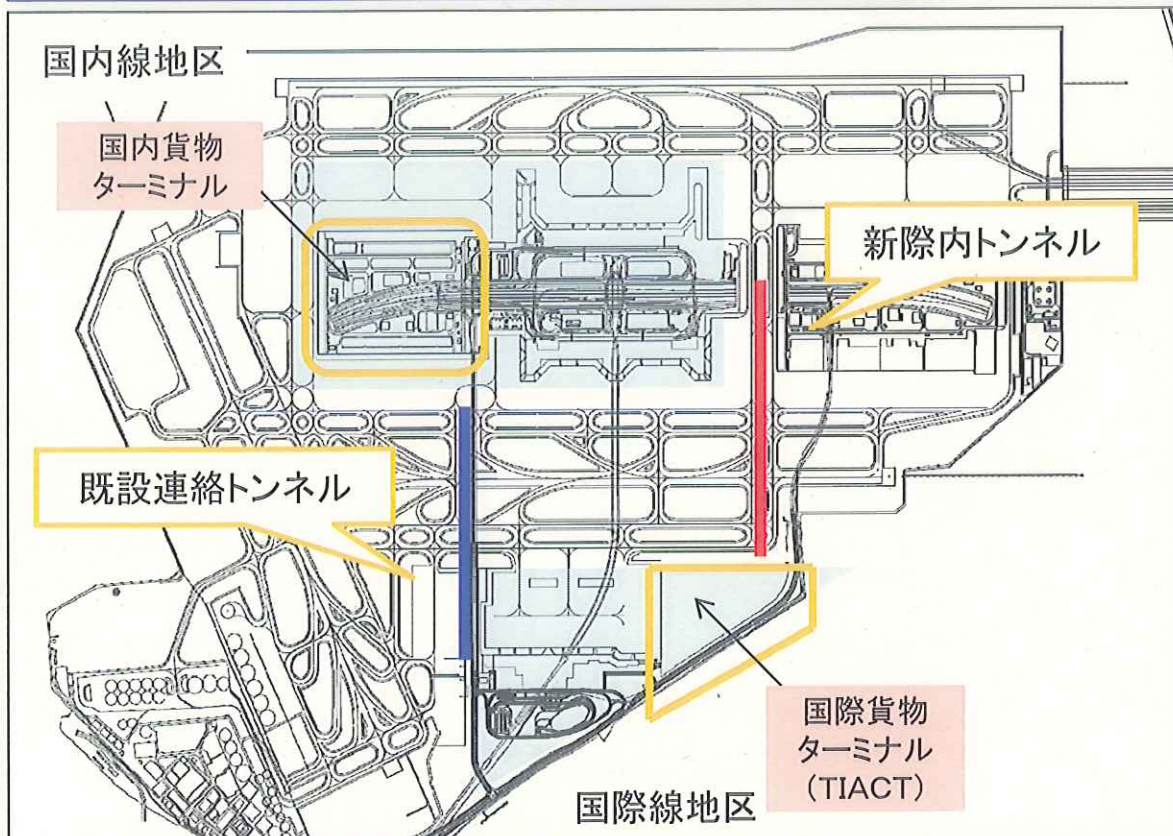 国内線地区
国内貨物
ターミナル
新際内トンネル
既設連絡トンネル
国際貨物
ターミナル
(TIACT)
国際線地区